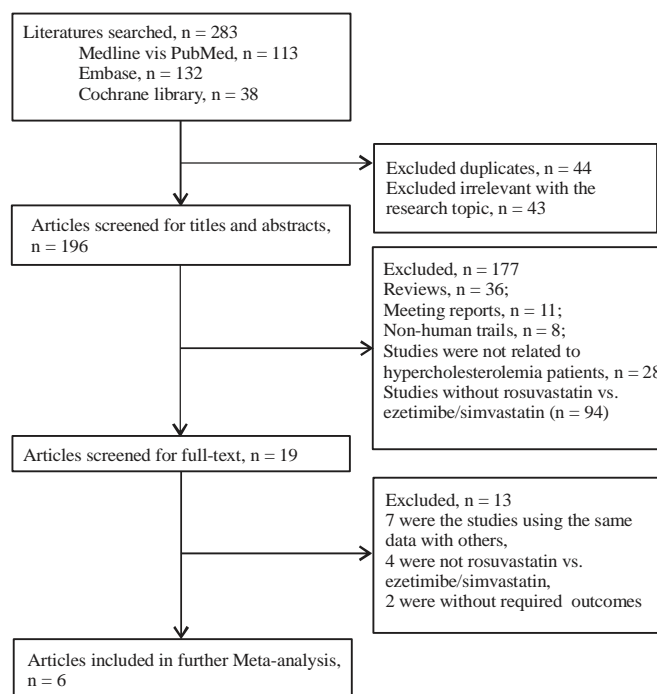 Literatures searched, n = 283
Medline vis PubMed, n = 113
Embase, n = 132
Cochrane library, n = 38
Excluded duplicates, n = 44
Excluded irrelevant with the
research topic, n = 43
Articles screened for titles and abstracts,
n = 196
Excluded, n = 177
Reviews, n = 36;
Meeting reports, n = 11;
Non-human trails, n = 8;
Studies were not related to
hypercholesterolemia patients, n = 28
Studies without rosuvastatin vs.
ezetimibe/simvastatin (n = 94)
Articles screened for full-text, n = 19
Excluded, n = 13
7 were the studies using the same
data with others,
4 were not rosuvastatin vs.
ezetimibe/simvastatin,
2 were without required outcomes
Articles included in further Meta-analysis,
n = 6